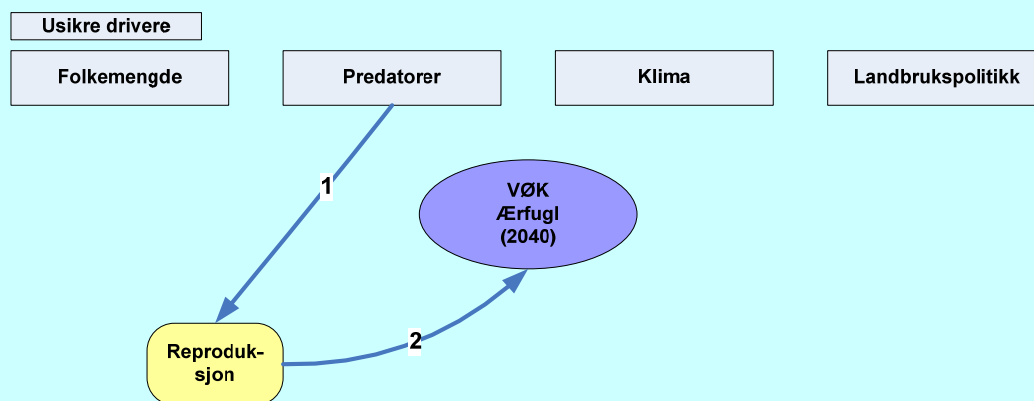 Usikre drivere
Folkemengde
Predatorer
Klima
Landbrukspolitikk
1
VØK
Ærfugl
(2040)
2
Reproduk-
sjon